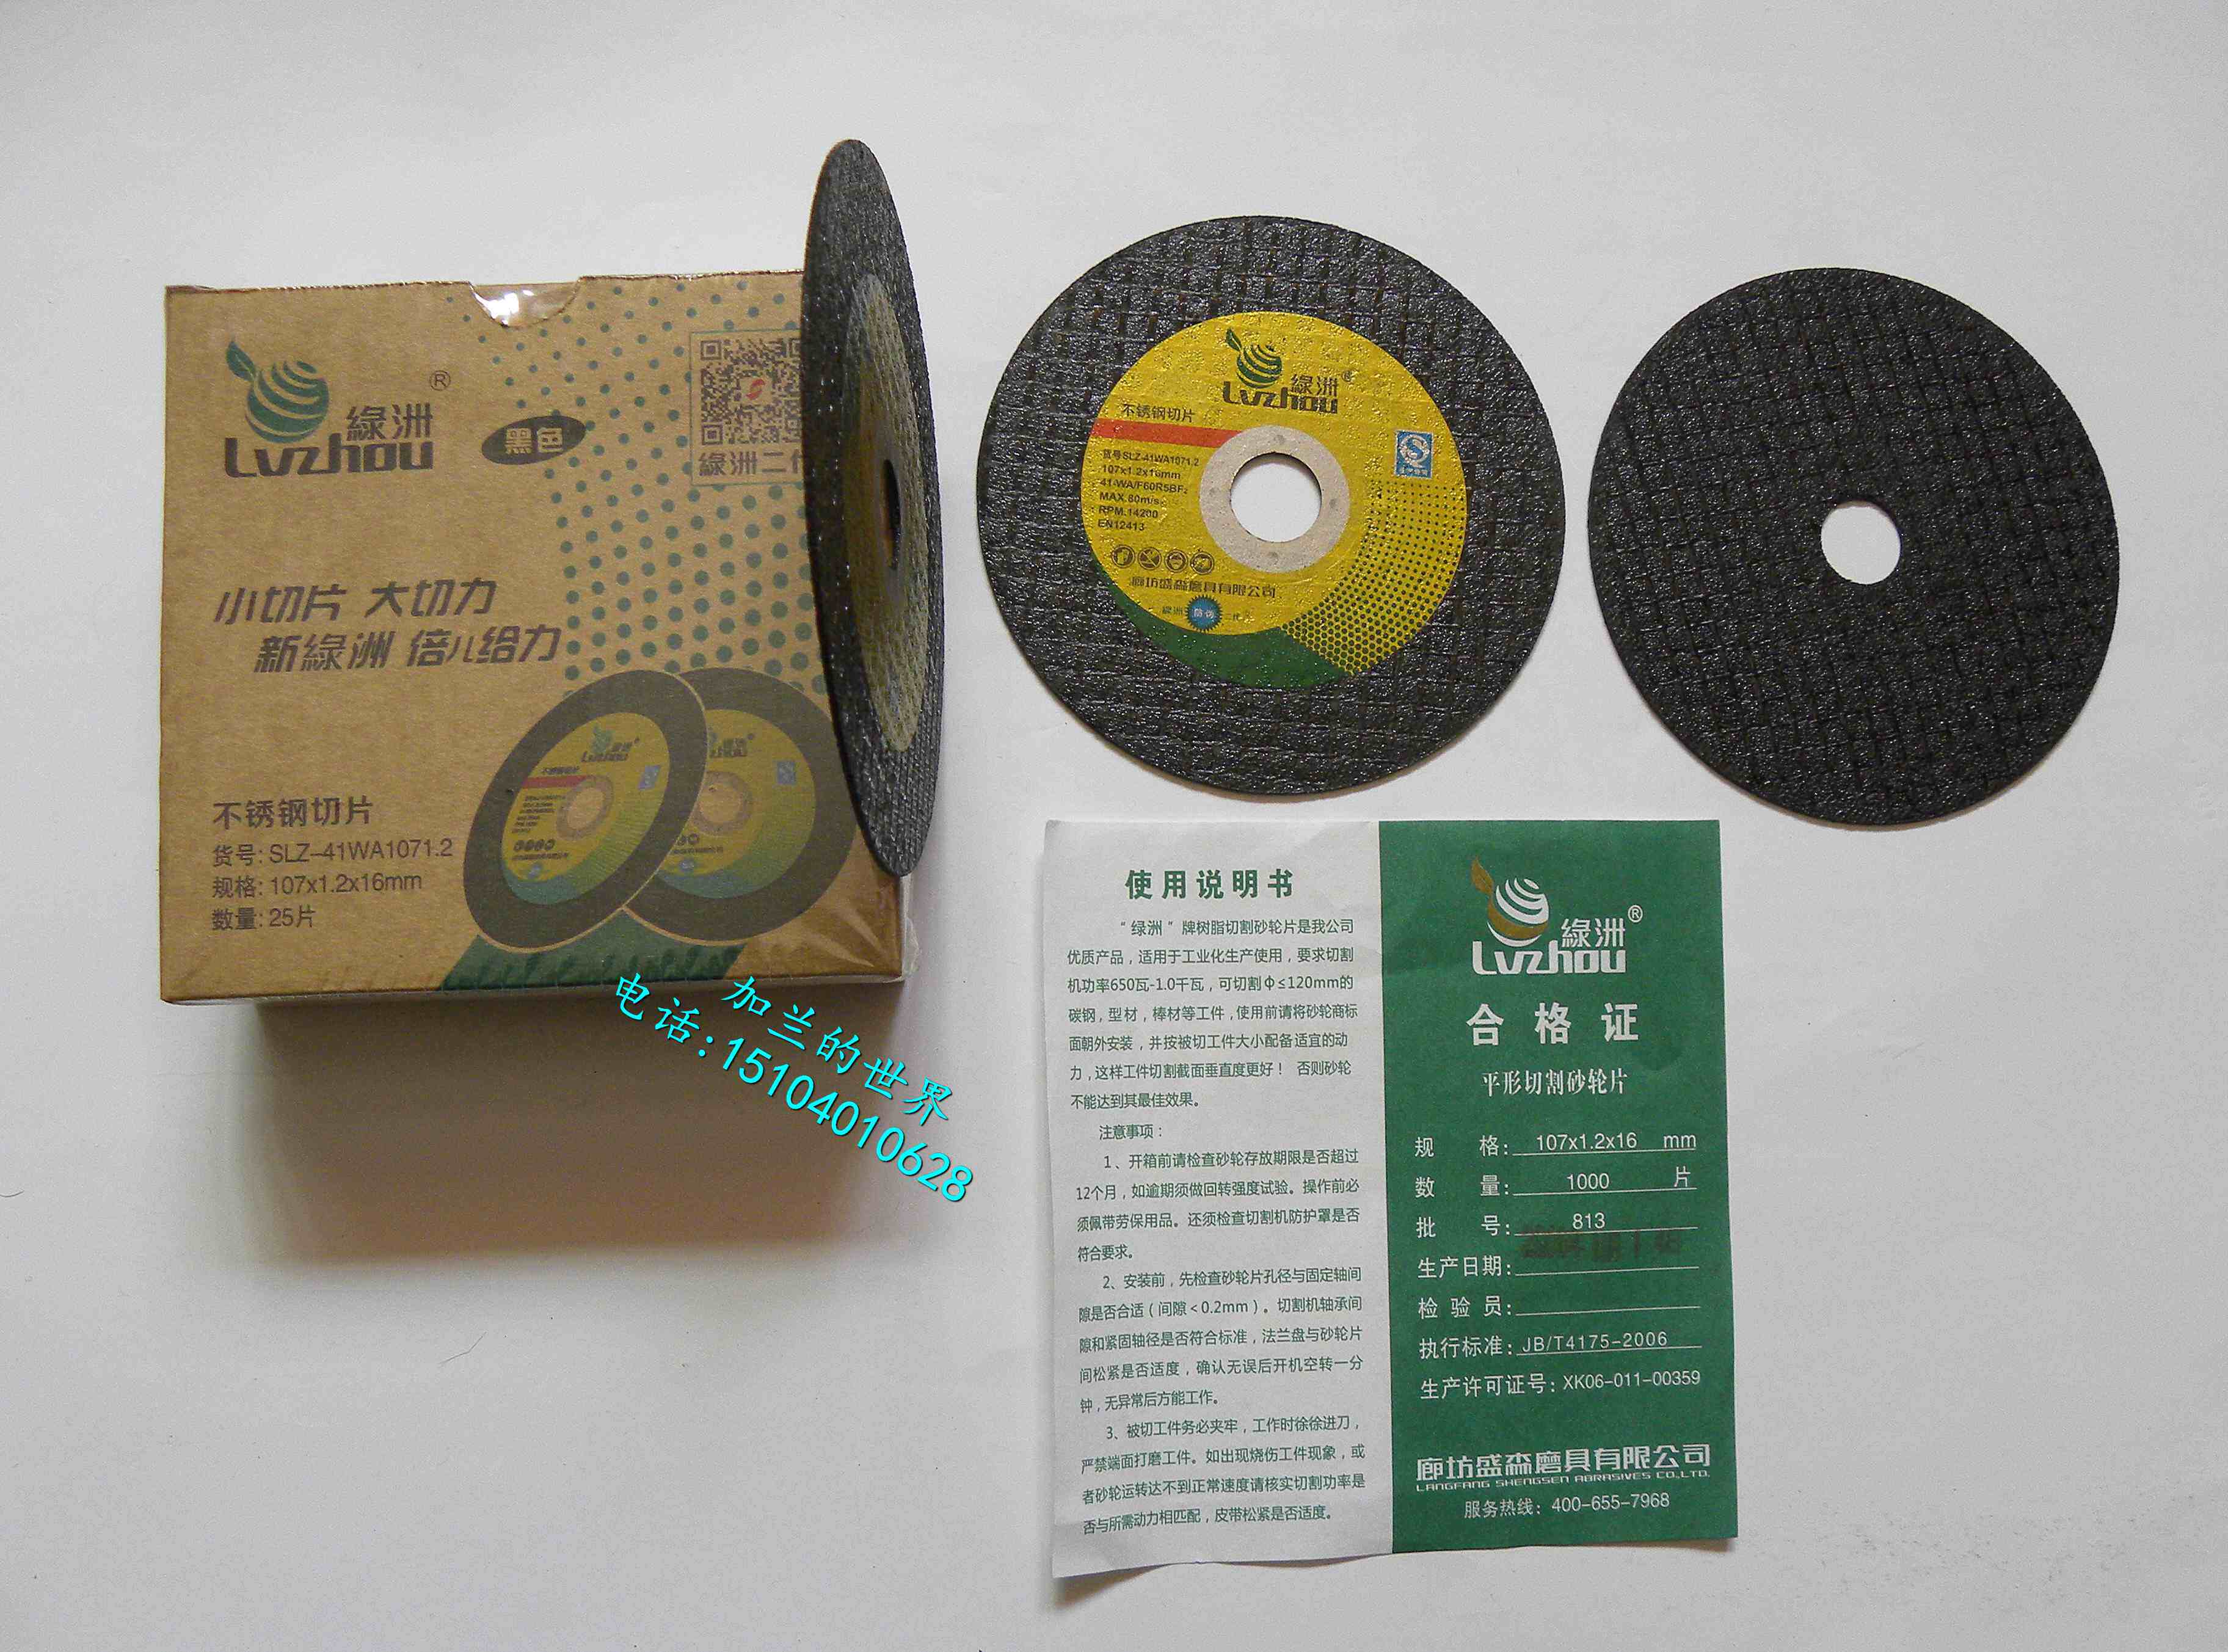 綠洲®
Lvzhou
黑色
小切片 大切力
新綠洲 倍儿给力
不锈钢切片
货号: SLZ-41WA1071.2
规格: 107x1.2x16mm
数量: 25片
綠洲二
綠洲
Lvzhou
不锈钢切片
货号SLZ-41WA1071.2
107x1.2x16mm
41-WA/F60R5BF₂
MAX.80m/s
RPM.14200
EN12413
廊坊盛森磨具有限公司
綠洲 防伪 二代
加兰的世界
电话:15104010628
使用说明书
“绿洲”牌树脂切割砂轮片是我公司
优质产品，适用于工业化生产使用，要求切割
机功率650瓦-1.0千瓦，可切割Φ≤120mm的
碳钢，型材，棒材等工件，使用前请将砂轮商标
面朝外安装，并按被切工件大小配备适宜的动
力，这样工件切割截面垂直度更好！ 否则砂轮
不能达到其最佳效果。
注意事项：
1、开箱前请检查砂轮存放期限是否超过
12个月，如逾期须做回转强度试验。操作前必
须佩带劳保用品。还须检查切割机防护罩是否
符合要求。
2、安装前，先检查砂轮片孔径与固定轴间
隙是否合适（间隙＜0.2mm）。切割机轴承间
隙和紧固轴径是否符合标准，法兰盘与砂轮片
间松紧是否适度，确认无误后开机空转一分
钟，无异常后方能工作。
3、被切工件务必夹牢，工作时徐徐进刀，
严禁端面打磨工件。如出现烧伤工件现象，或
者砂轮运转达不到正常速度请核实切割功率是
否与所需动力相匹配，皮带松紧是否适度。
綠洲®
Lvzhou
合格证
平形切割砂轮片
规 格: 107x1.2x16 mm
数 量: 1000 片
批 号: 813
生产日期:
检 验 员:
执行标准: JB/T4175-2006
生产许可证号: XK06-011-00359
廊坊盛森磨具有限公司
LANGFANG SHENGSEN ABRASIVES CO.,LTD.
服务热线: 400-655-7968